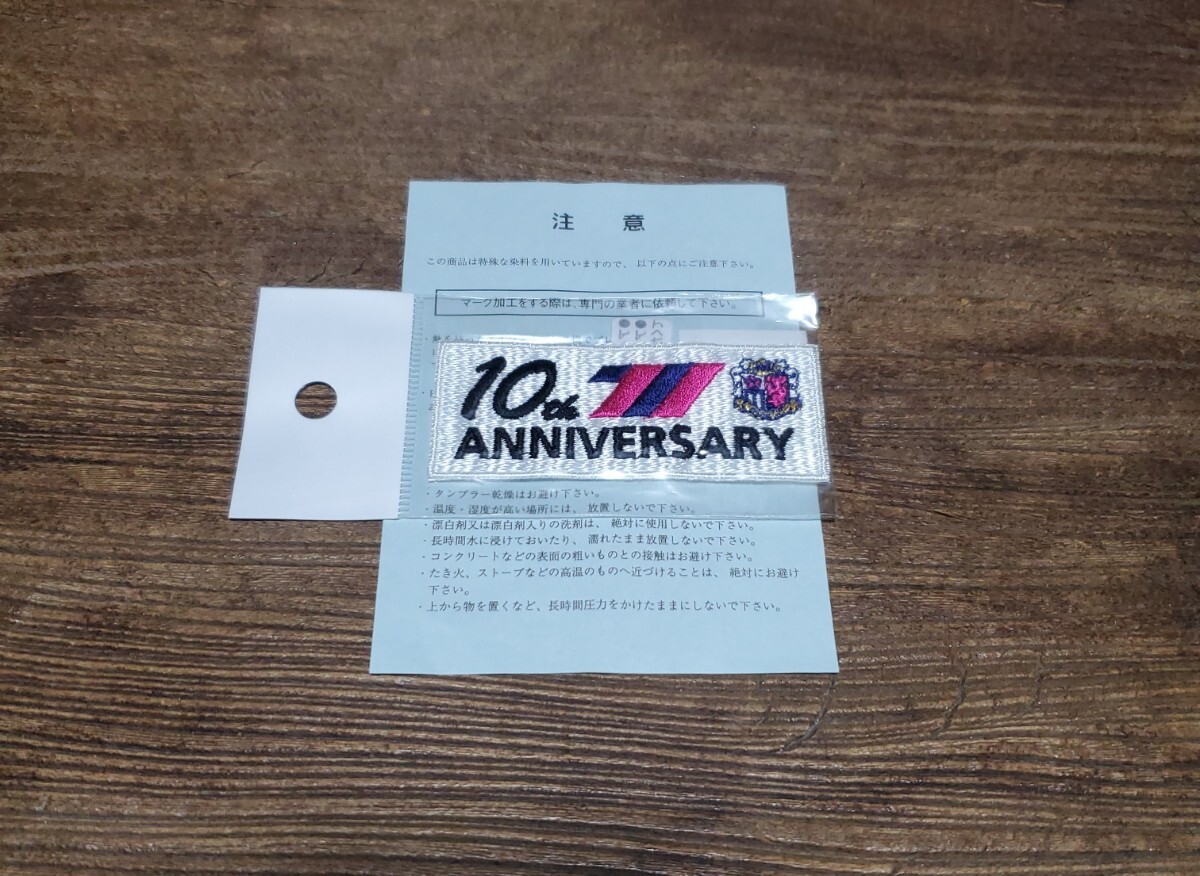 注 意
この商品は特殊な染料を用いていますので、以下の点にご注意下さい。
マーク加工をする際は、専門の業者に依頼して下さい。
10th
ANNIVERSARY
・タンブラー乾燥はお避け下さい。
・温度・湿度が高い場所には、放置しないで下さい。
・漂白剤又は漂白剤入りの洗剤は、絶対に使用しないで下さい。
・長時間水に浸けておいたり、濡れたまま放置しないで下さい。
・コンクリートなどの表面の粗いものとの接触はお避け下さい。
・たき火、ストーブなどの高温のものへ近づけることは、絶対にお避け
下さい。
・上から物を置くなど、長時間圧力をかけたままにしないで下さい。